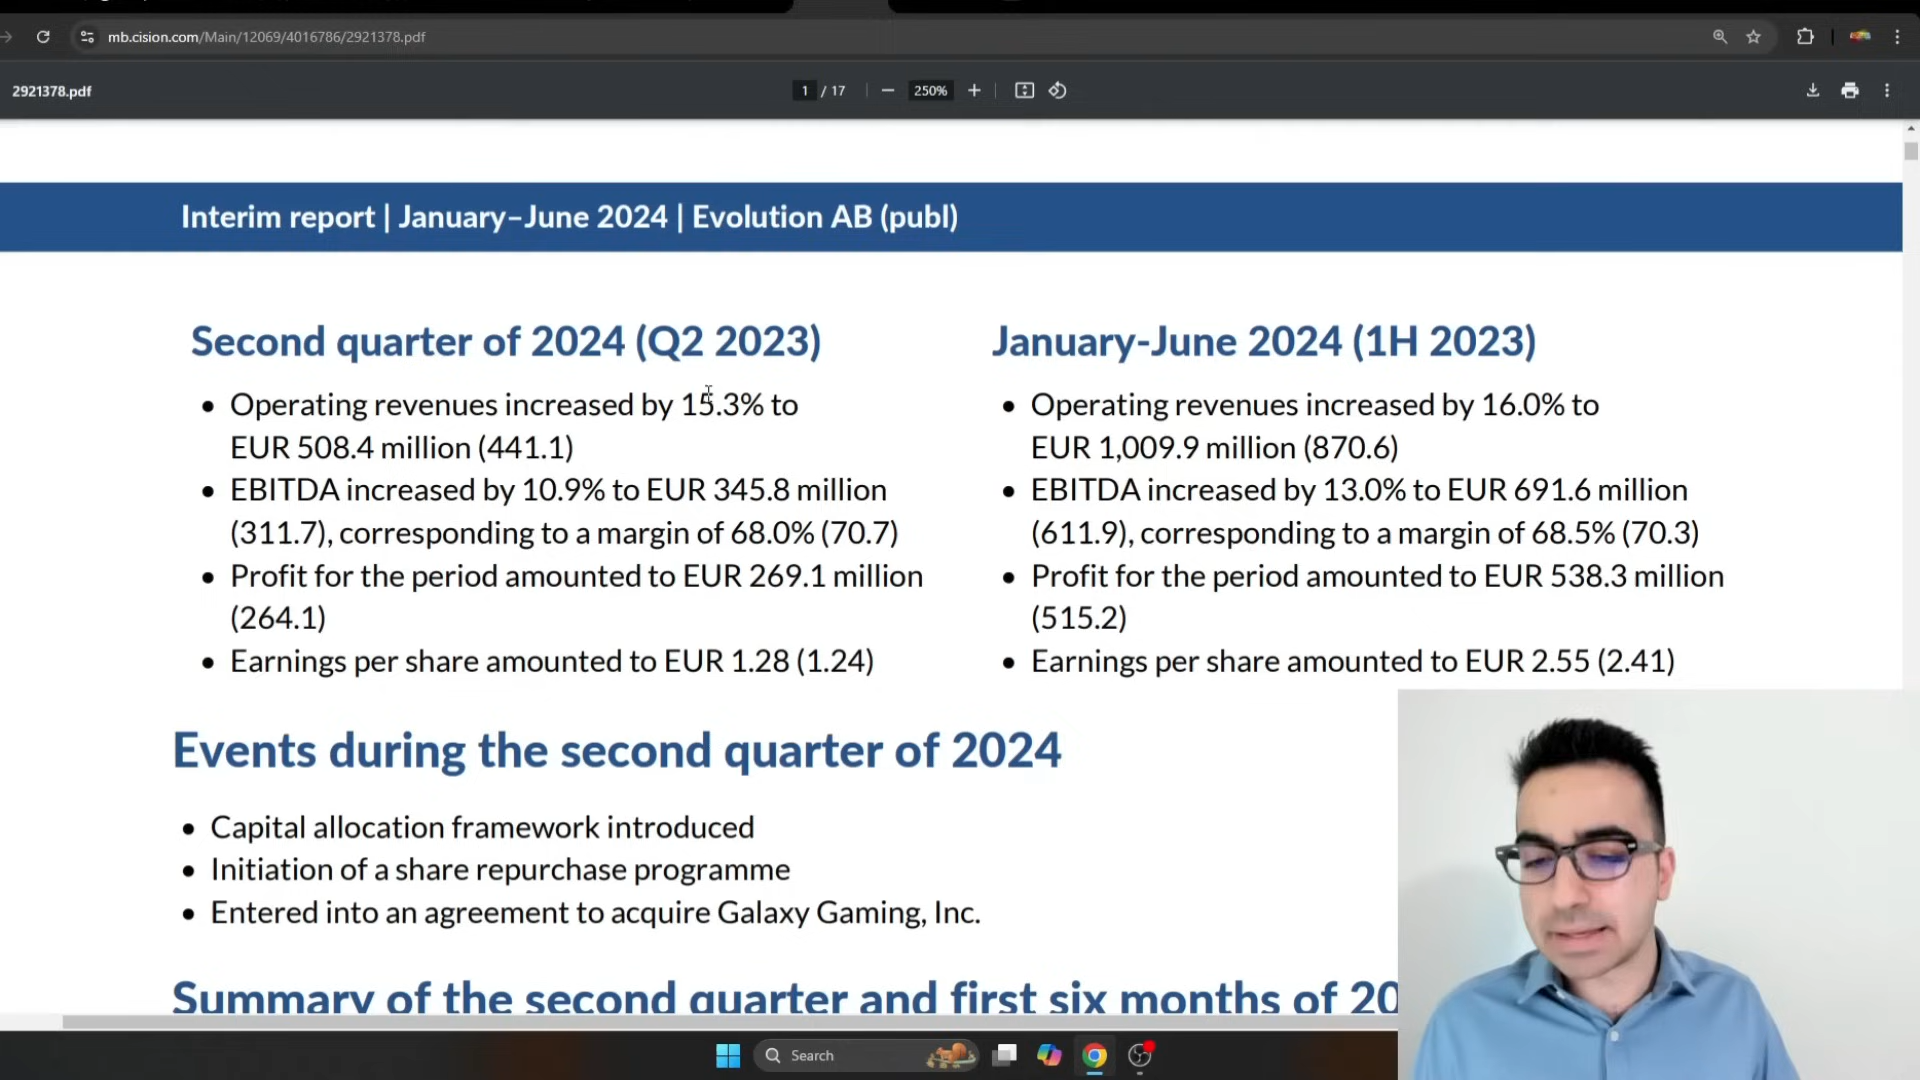 mb.cision.com/Main/12069/4016786/2921378.pdf
2921378.pdf
1 / 17
250%
Interim report | January–June 2024 | Evolution AB (publ)
Second quarter of 2024 (Q2 2023)
• Operating revenues increased by 15.3% to
EUR 508.4 million (441.1)
• EBITDA increased by 10.9% to EUR 345.8 million
(311.7), corresponding to a margin of 68.0% (70.7)
• Profit for the period amounted to EUR 269.1 million
(264.1)
• Earnings per share amounted to EUR 1.28 (1.24)
January-June 2024 (1H 2023)
• Operating revenues increased by 16.0% to
EUR 1,009.9 million (870.6)
• EBITDA increased by 13.0% to EUR 691.6 million
(611.9), corresponding to a margin of 68.5% (70.3)
• Profit for the period amounted to EUR 538.3 million
(515.2)
• Earnings per share amounted to EUR 2.55 (2.41)
Events during the second quarter of 2024
• Capital allocation framework introduced
• Initiation of a share repurchase programme
• Entered into an agreement to acquire Galaxy Gaming, Inc.
Summary of the second quarter and first six months of 20
Search